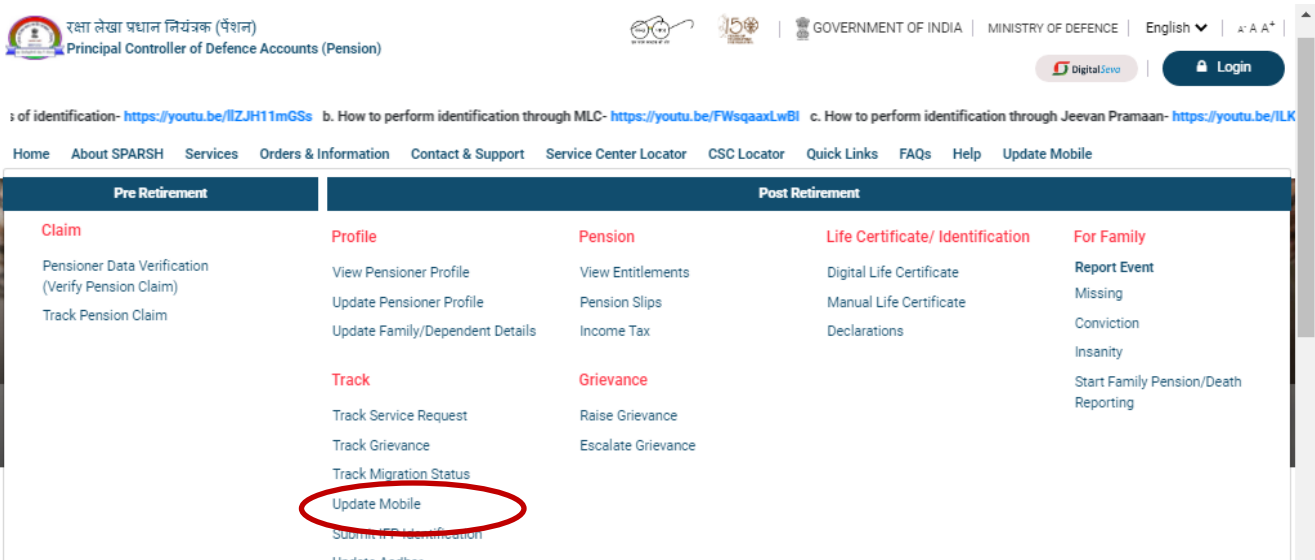 रक्षा लेखा प्रधान नियंत्रक (पेंशन)
Principal Controller of Defence Accounts (Pension)
GOVERNMENT OF INDIA | MINISTRY OF DEFENCE | English | A- A A+ |
DigitalSeva | Login
s of identification- https://youtu.be/llZJH11mGSs b. How to perform identification through MLC- https://youtu.be/FWsqaaxLwBI c. How to perform identification through Jeevan Pramaan- https://youtu.be/ILK
Home About SPARSH Services Orders & Information Contact & Support Service Center Locator CSC Locator Quick Links FAQs Help Update Mobile
Pre Retirement
Claim
Pensioner Data Verification
(Verify Pension Claim)
Track Pension Claim
Post Retirement
Profile
View Pensioner Profile
Update Pensioner Profile
Update Family/Dependent Details
Track
Track Service Request
Track Grievance
Track Migration Status
Update Mobile
Submit IFP Identification
Update Aadhar
Pension
View Entitlements
Pension Slips
Income Tax
Grievance
Raise Grievance
Escalate Grievance
Life Certificate/ Identification
Digital Life Certificate
Manual Life Certificate
Declarations
For Family
Report Event
Missing
Conviction
Insanity
Start Family Pension/Death
Reporting